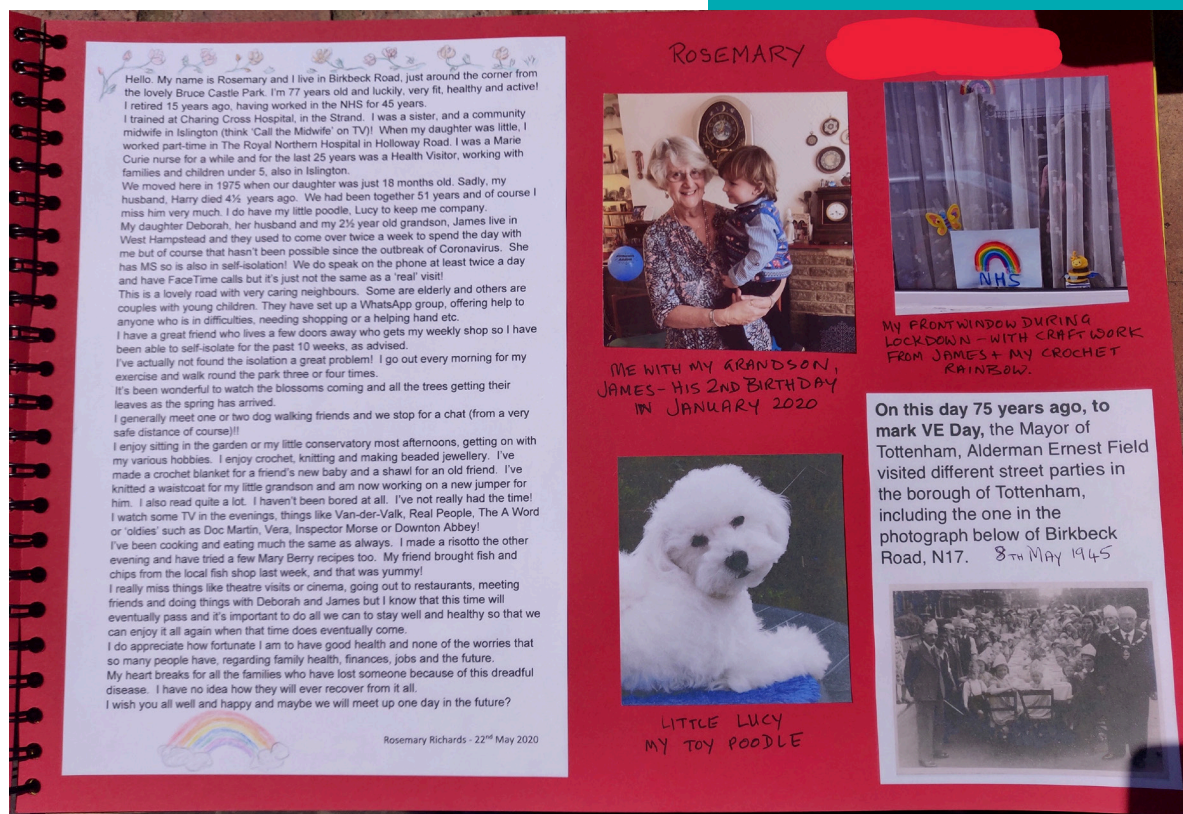 Hello. My name is Rosemary and I live in Birkbeck Road, just around the corner from
the lovely Bruce Castle Park. I'm 77 years old and luckily, very fit, healthy and active!
I retired 15 years ago, having worked in the NHS for 45 years.
I trained at Charing Cross Hospital, in the Strand. I was a sister, and a community
midwife in Islington (think 'Call the Midwife' on TV)! When my daughter was little, I
worked part-time in The Royal Northern Hospital in Holloway Road. I was a Marie
Curie nurse for a while and for the last 25 years was a Health Visitor, working with
families and children under 5, also in Islington.
We moved here in 1975 when our daughter was just 18 months old. Sadly, my
husband, Harry died 4½ years ago. We had been together 51 years and of course I
miss him very much. I do have my little poodle, Lucy to keep me company.
My daughter Deborah, her husband and my 2½ year old grandson, James live in
West Hampstead and they used to come over twice a week to spend the day with
me but of course that hasn't been possible since the outbreak of Coronavirus. She
has MS so is also in self-isolation! We do speak on the phone at least twice a day
and have FaceTime calls but it's just not the same as a 'real' visit!
This is a lovely road with very caring neighbours. Some are elderly and others are
couples with young children. They have set up a WhatsApp group, offering help to
anyone who is in difficulties, needing shopping or a helping hand etc.
I have a great friend who lives a few doors away who gets my weekly shop so I have
been able to self-isolate for the past 10 weeks, as advised.
I've actually not found the isolation a great problem! I go out every morning for my
exercise and walk round the park three or four times.
It's been wonderful to watch the blossoms coming and all the trees getting their
leaves as the spring has arrived.
I generally meet one or two dog walking friends and we stop for a chat (from a very
safe distance of course)!!
I enjoy sitting in the garden or my little conservatory most afternoons, getting on with
my various hobbies. I enjoy crochet, knitting and making beaded jewellery. I've
made a crochet blanket for a friend's new baby and a shawl for an old friend. I've
knitted a waistcoat for my little grandson and am now working on a new jumper for
him. I also read quite a lot. I haven't been bored at all. I've not really had the time!
I watch some TV in the evenings, things like Van-der-Valk, Real People, The A Word
or 'oldies' such as Doc Martin, Vera, Inspector Morse or Downton Abbey!
I've been cooking and eating much the same as always. I made a risotto the other
evening and have tried a few Mary Berry recipes too. My friend brought fish and
chips from the local fish shop last week, and that was yummy!
I really miss things like theatre visits or cinema, going out to restaurants, meeting
friends and doing things with Deborah and James but I know that this time will
eventually pass and it's important to do all we can to stay well and healthy so that we
can enjoy it all again when that time does eventually come.
I do appreciate how fortunate I am to have good health and none of the worries that
so many people have, regarding family health, finances, jobs and the future.
My heart breaks for all the families who have lost someone because of this dreadful
disease. I have no idea how they will ever recover from it all.
I wish you all well and happy and maybe we will meet up one day in the future?
Rosemary Richards - 22nd May 2020
ROSEMARY
ME WITH MY GRANDSON,
JAMES - HIS 2ND BIRTHDAY
IN JANUARY 2020
NHS
MY FRONT WINDOW DURING
LOCKDOWN - WITH CRAFT WORK
FROM JAMES + MY CROCHET
RAINBOW.
LITTLE LUCY
MY TOY POODLE
On this day 75 years ago, to
mark VE Day, the Mayor of
Tottenham, Alderman Ernest Field
visited different street parties in
the borough of Tottenham,
including the one in the
photograph below of Birkbeck
Road, N17. 8TH MAY 1945